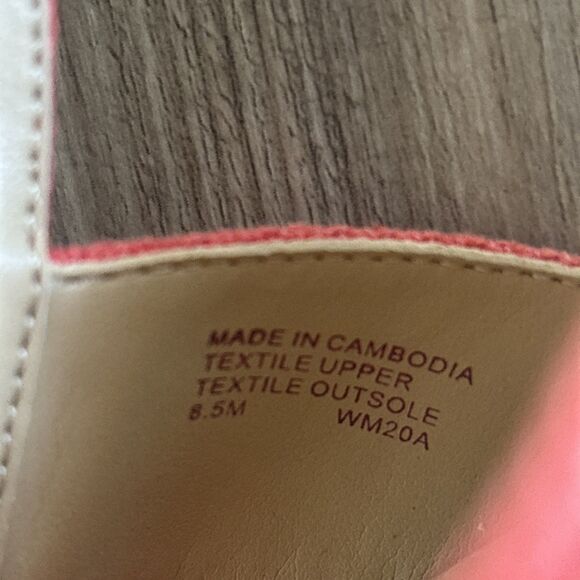 MADE IN CAMBODIA
TEXTILE UPPER
TEXTILE OUTSOLE
8.5M WM20A